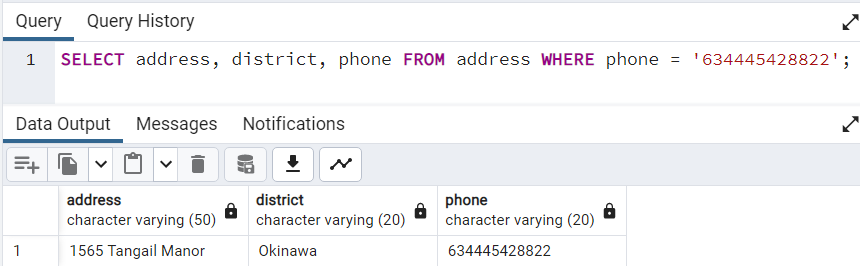 Query Query History
1 SELECT address, district, phone FROM address WHERE phone = '634445428822';
Data Output Messages Notifications
address district phone
character varying (50) character varying (20) character varying (20)
1 1565 Tangail Manor Okinawa 634445428822